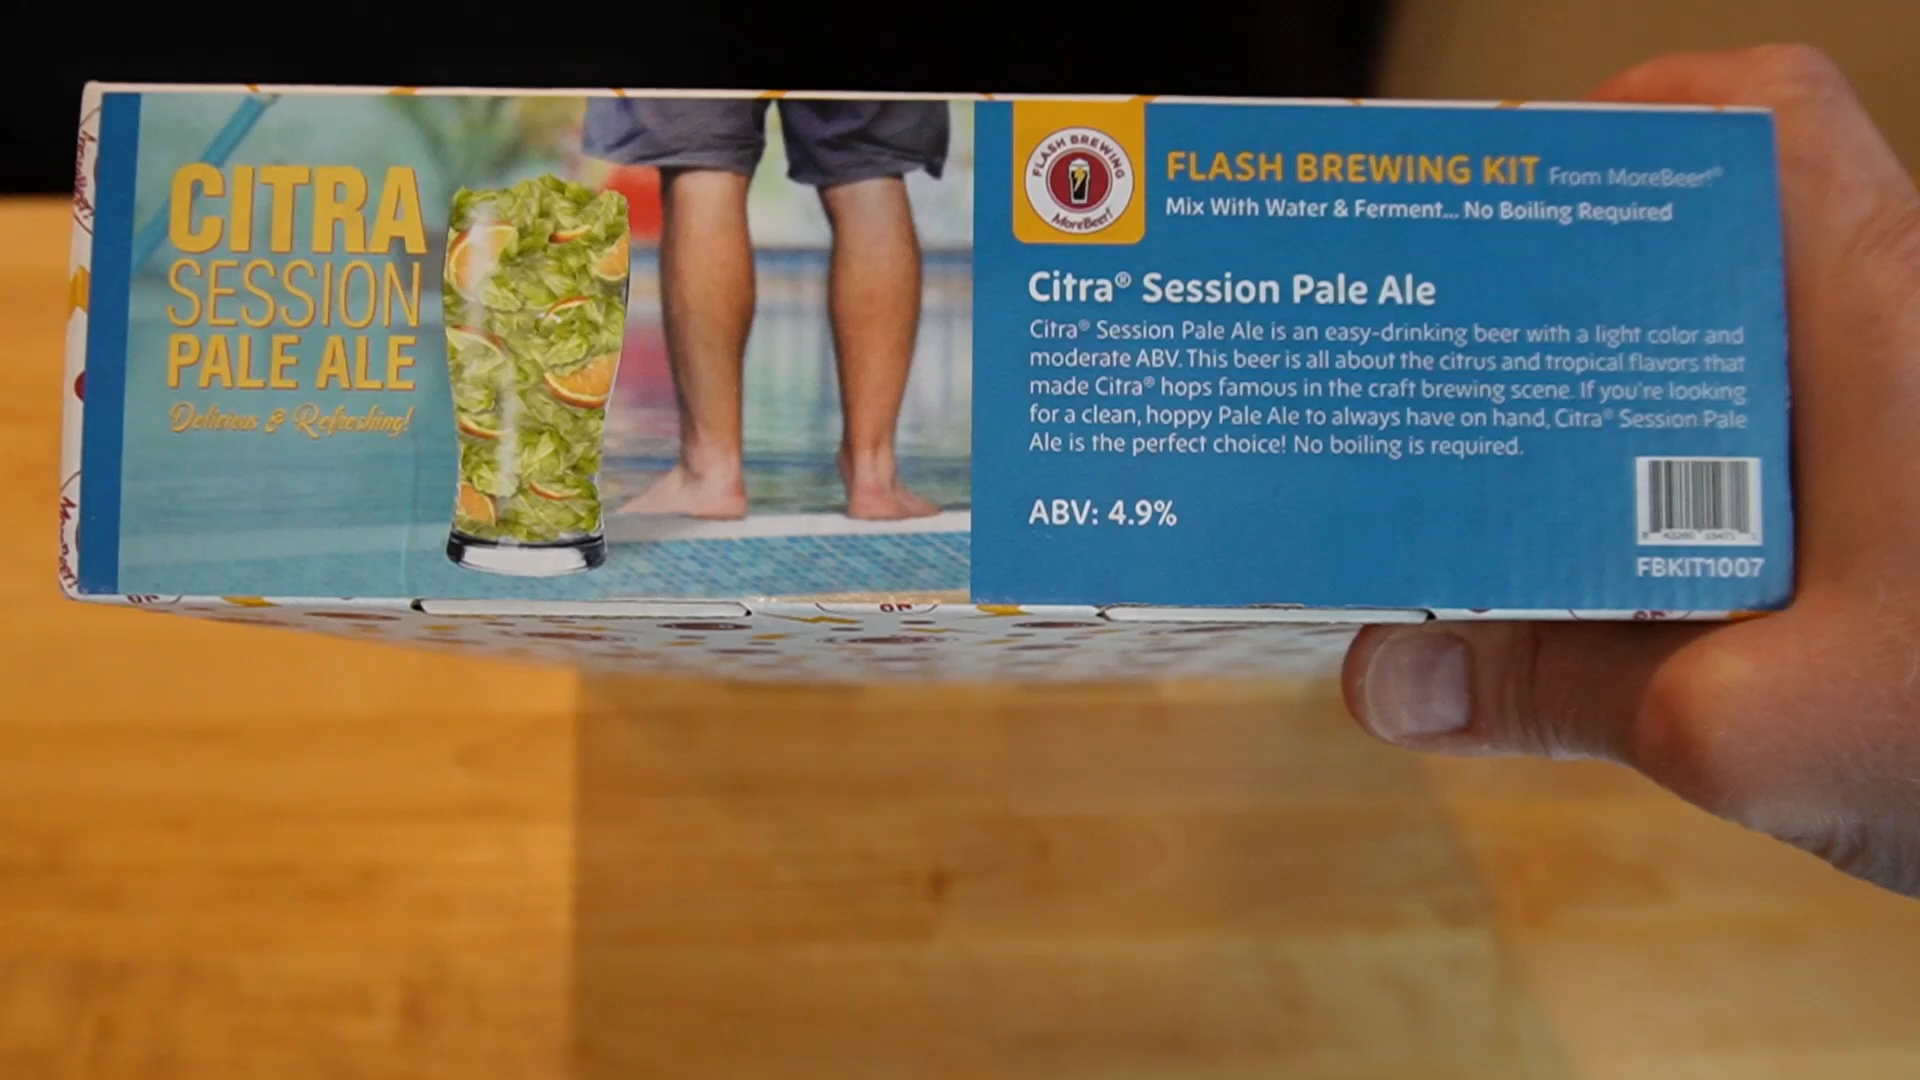 CITRA
SESSION
PALE ALE
Delicious & Refreshing!
FLASH BREWING
MoreBeer!
FLASH BREWING KIT From MoreBeer!®
Mix With Water & Ferment... No Boiling Required
Citra® Session Pale Ale
Citra® Session Pale Ale is an easy-drinking beer with a light color and
moderate ABV. This beer is all about the citrus and tropical flavors that
made Citra® hops famous in the craft brewing scene. If you're looking
for a clean, hoppy Pale Ale to always have on hand, Citra® Session Pale
Ale is the perfect choice! No boiling is required.
ABV: 4.9%
FBKIT1007